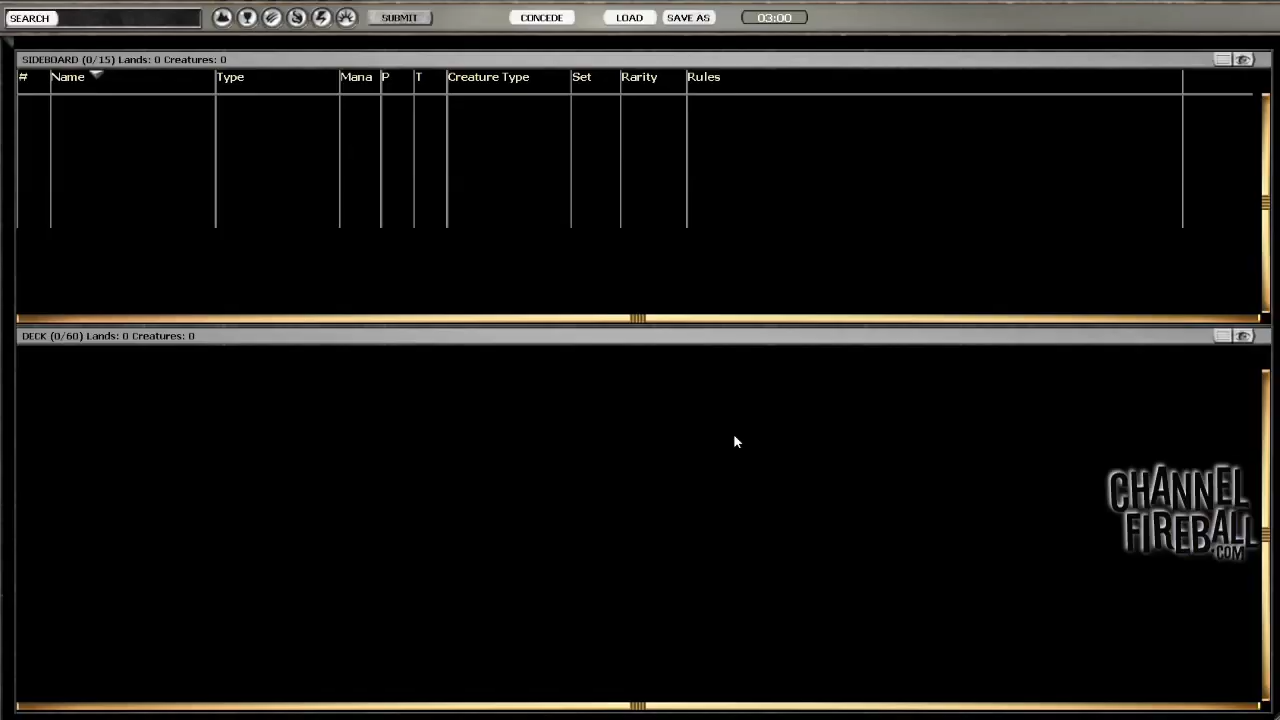 SEARCH SUBMIT CONCEDE LOAD SAVE AS 03:00
SIDEBOARD (0/15) Lands: 0 Creatures: 0
# Name Type Mana P T Creature Type Set Rarity Rules
DECK (0/60) Lands: 0 Creatures: 0
CHANNEL
FIREBALL
.COM